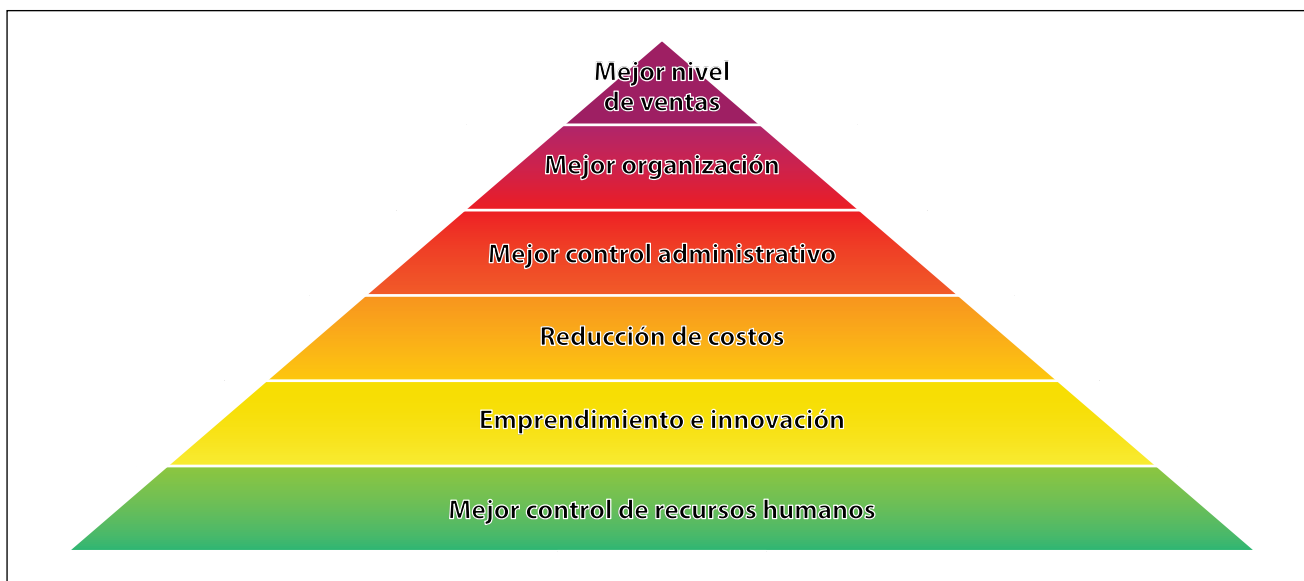 Mejor nivel
de ventas
Mejor organización
Mejor control administrativo
Reducción de costos
Emprendimiento e innovación
Mejor control de recursos humanos